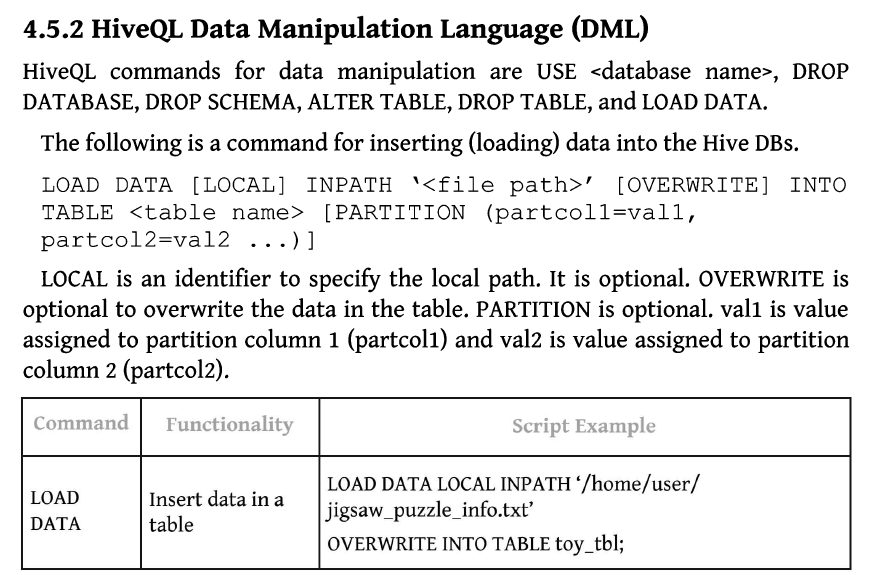 4.5.2 HiveQL Data Manipulation Language (DML)
HiveQL commands for data manipulation are USE <database name>, DROP
DATABASE, DROP SCHEMA, ALTER TABLE, DROP TABLE, and LOAD DATA.
The following is a command for inserting (loading) data into the Hive DBs.
LOAD DATA [LOCAL] INPATH ‘<file path>’ [OVERWRITE] INTO
TABLE <table name> [PARTITION (partcol1=val1,
partcol2=val2 ...)]
LOCAL is an identifier to specify the local path. It is optional. OVERWRITE is
optional to overwrite the data in the table. PARTITION is optional. val1 is value
assigned to partition column 1 (partcol1) and val2 is value assigned to partition
column 2 (partcol2).
Command Functionality Script Example
LOAD
DATA
Insert data in a
table
LOAD DATA LOCAL INPATH ‘/home/user/
jigsaw_puzzle_info.txt’
OVERWRITE INTO TABLE toy_tbl;